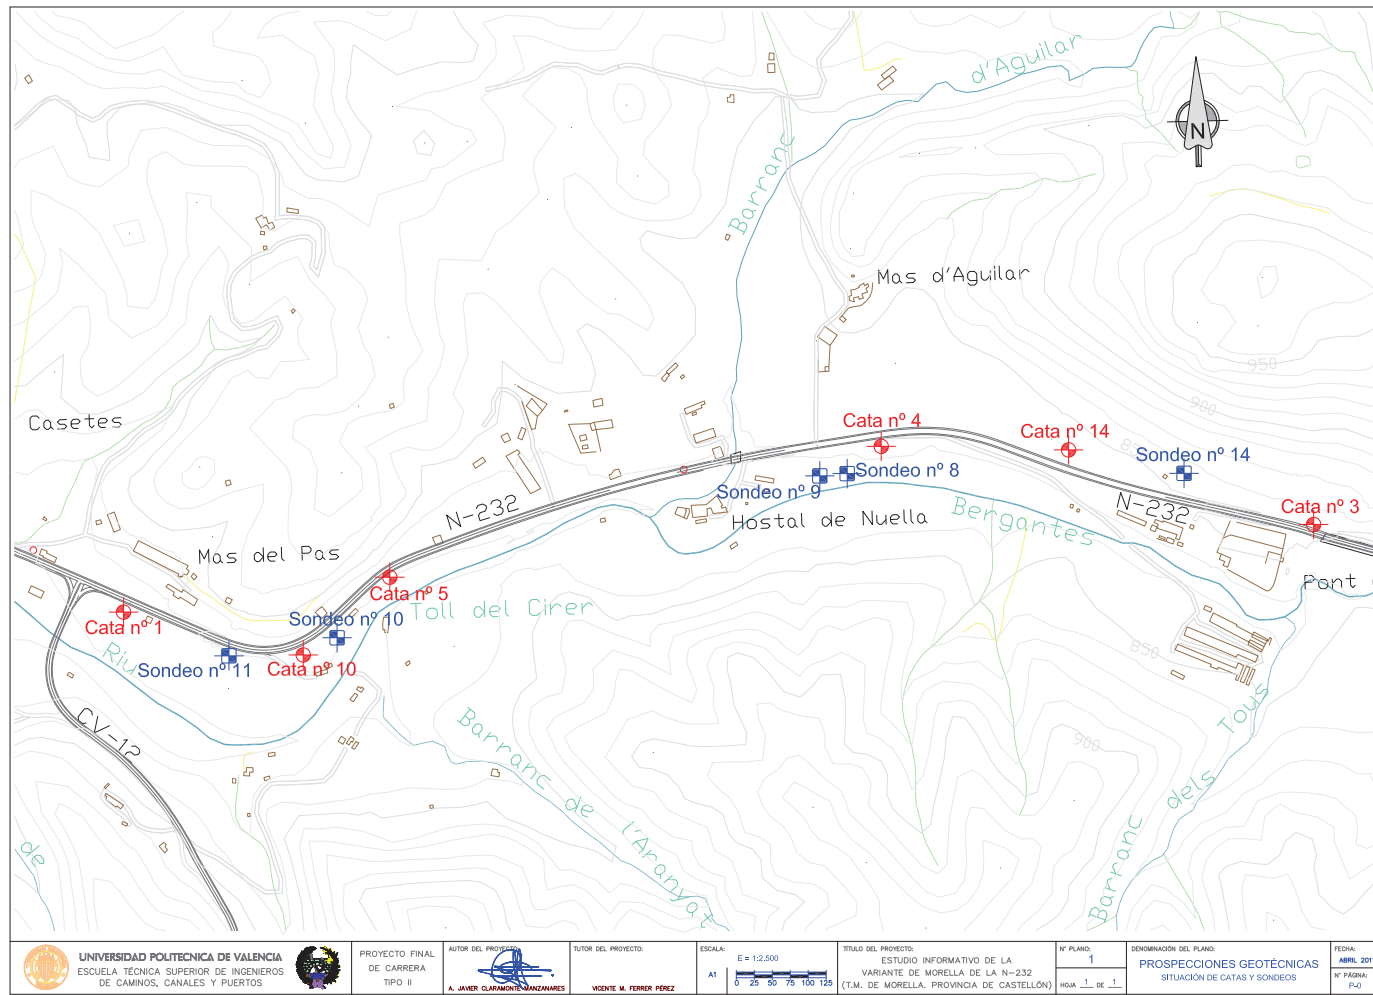 d'Aguilar
Barranc
N
Mas d'Aguilar
950
900
Casetes
Cata nº 4
Cata nº 14
Sondeo nº 14
Sondeo nº 8
Sondeo nº 9
N-232
Cata nº 3
N-232
Hostal de Nuella
Bergantes
Mas del Pas
Pont
Cata nº 5
Toll del Cirer
Sondeo nº 10
Cata nº 1
Riu
Sondeo nº 11
Cata nº 10
850
CV-12
Barranc de l'Aranyat
900
Barranc dels Tous
de
UNIVERSIDAD POLITECNICA DE VALENCIA
ESCUELA TÉCNICA SUPERIOR DE INGENIEROS
DE CAMINOS, CANALES Y PUERTOS
PROYECTO FINAL
DE CARRERA
TIPO II
AUTOR DEL PROYECTO:
A. JAVIER CLARAMONTE MANZANARES
TUTOR DEL PROYECTO:
VICENTE M. FERRER PÉREZ
ESCALA:
E = 1:2.500
A1
0 25 50 75 100 125
TÍTULO DEL PROYECTO:
ESTUDIO INFORMATIVO DE LA
VARIANTE DE MORELLA DE LA N-232
(T.M. DE MORELLA. PROVINCIA DE CASTELLÓN)
Nº PLANO:
1
HOJA 1 DE 1
DENOMINACIÓN DEL PLANO:
PROSPECCIONES GEOTÉCNICAS
SITUACIÓN DE CATAS Y SONDEOS
FECHA:
ABRIL 201
Nº PÁGINA:
P-0